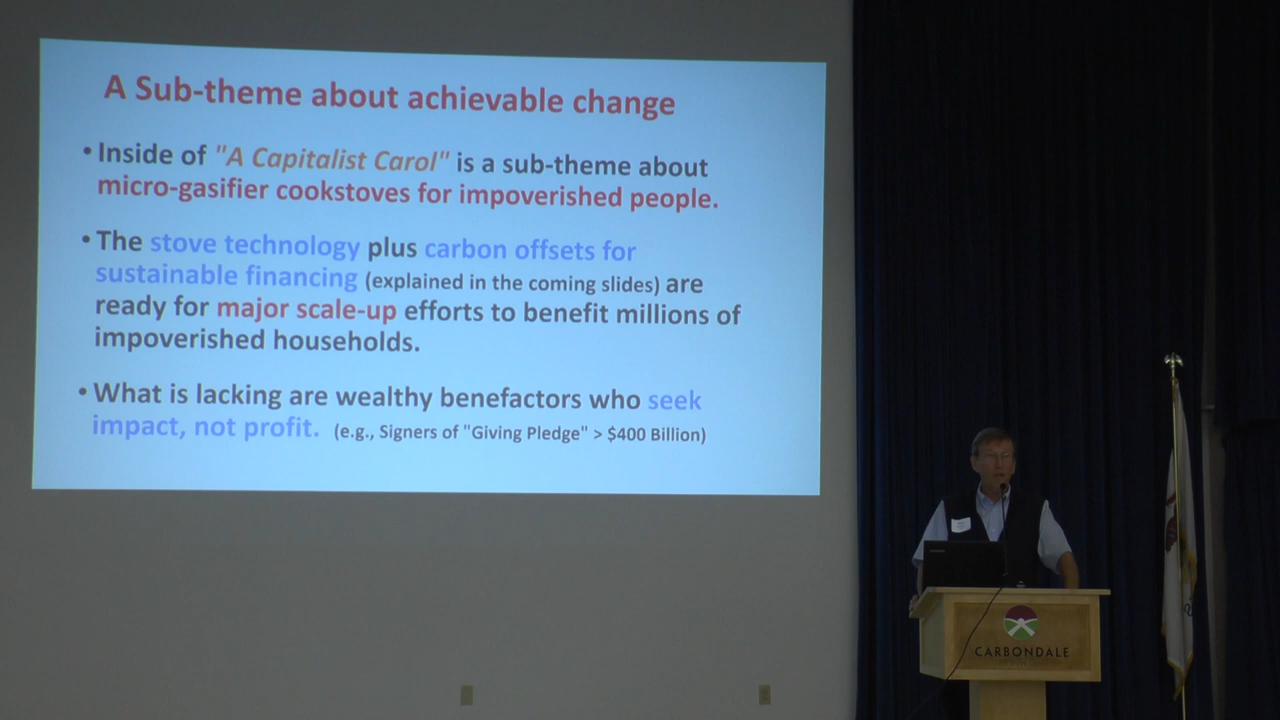 A Sub-theme about achievable change
• Inside of "A Capitalist Carol" is a sub-theme about
micro-gasifier cookstoves for impoverished people.
• The stove technology plus carbon offsets for
sustainable financing (explained in the coming slides) are
ready for major scale-up efforts to benefit millions of
impoverished households.
• What is lacking are wealthy benefactors who seek
impact, not profit. (e.g., Signers of "Giving Pledge" > $400 Billion)
CARBONDALE